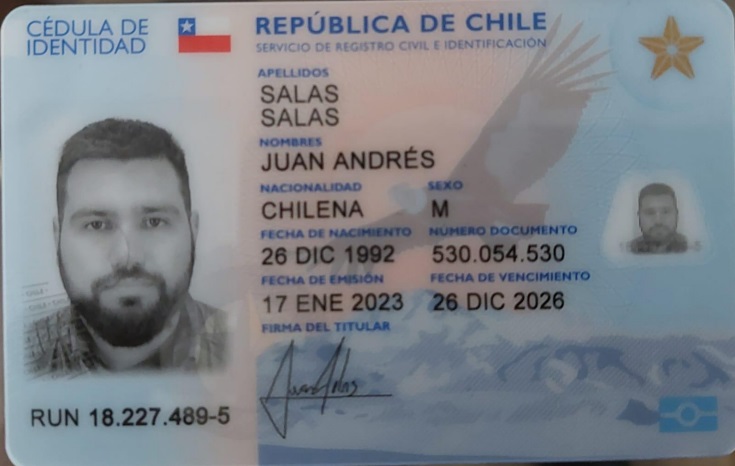 CÉDULA DE
IDENTIDAD
REPÚBLICA DE CHILE
SERVICIO DE REGISTRO CIVIL E IDENTIFICACIÓN
APELLIDOS
SALAS
SALAS
NOMBRES
JUAN ANDRÉS
NACIONALIDAD SEXO
CHILENA M
FECHA DE NACIMIENTO NÚMERO DOCUMENTO
26 DIC 1992 530.054.530
FECHA DE EMISIÓN FECHA DE VENCIMIENTO
17 ENE 2023 26 DIC 2026
FIRMA DEL TITULAR
RUN 18.227.489-5